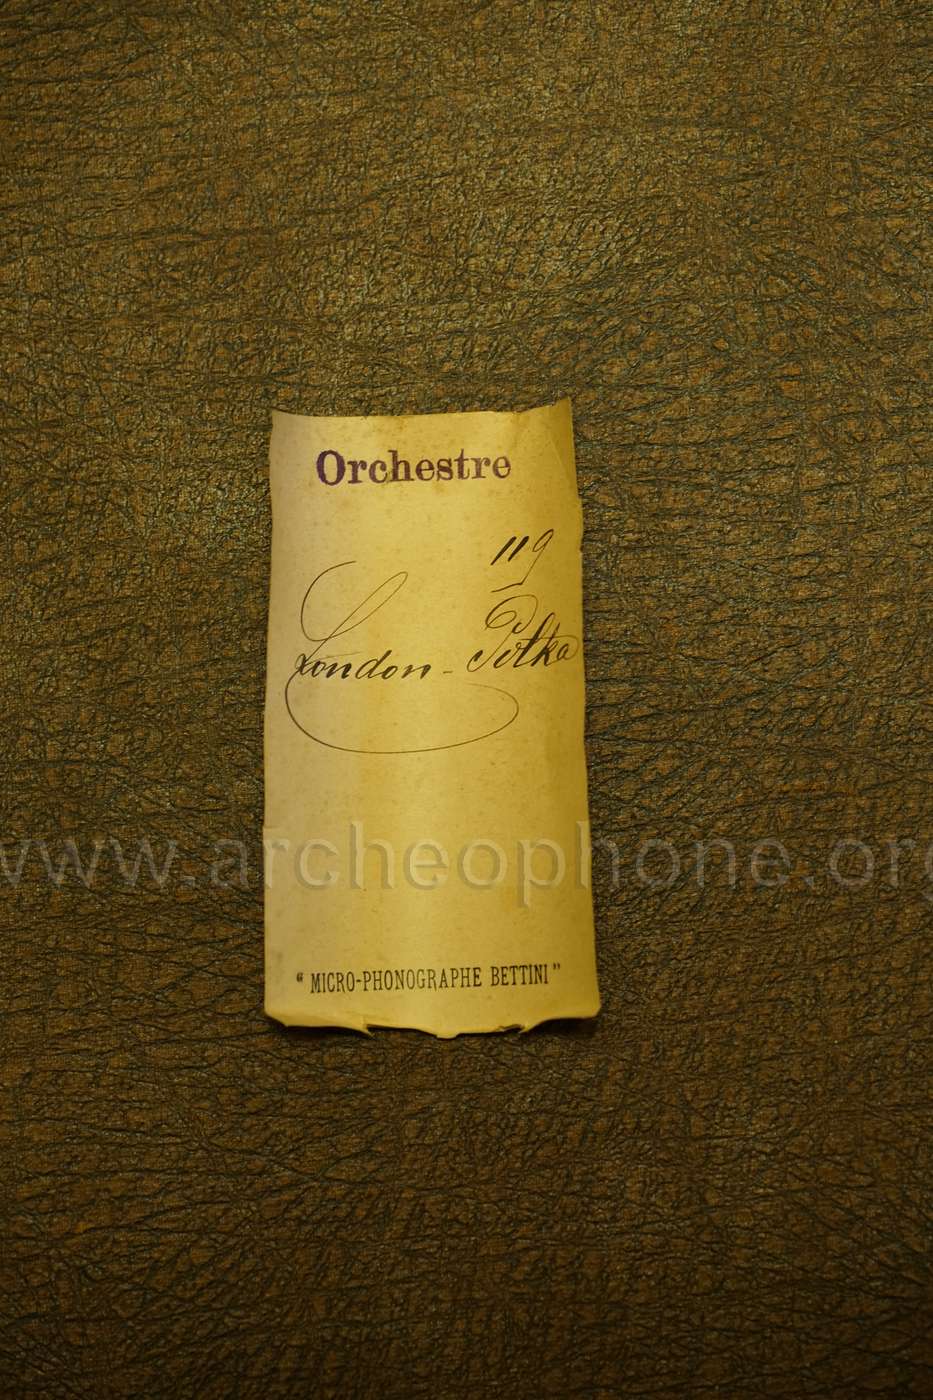 Orchestre
119
London - Polka
www.archeophone.org
" MICRO-PHONOGRAPHE BETTINI "